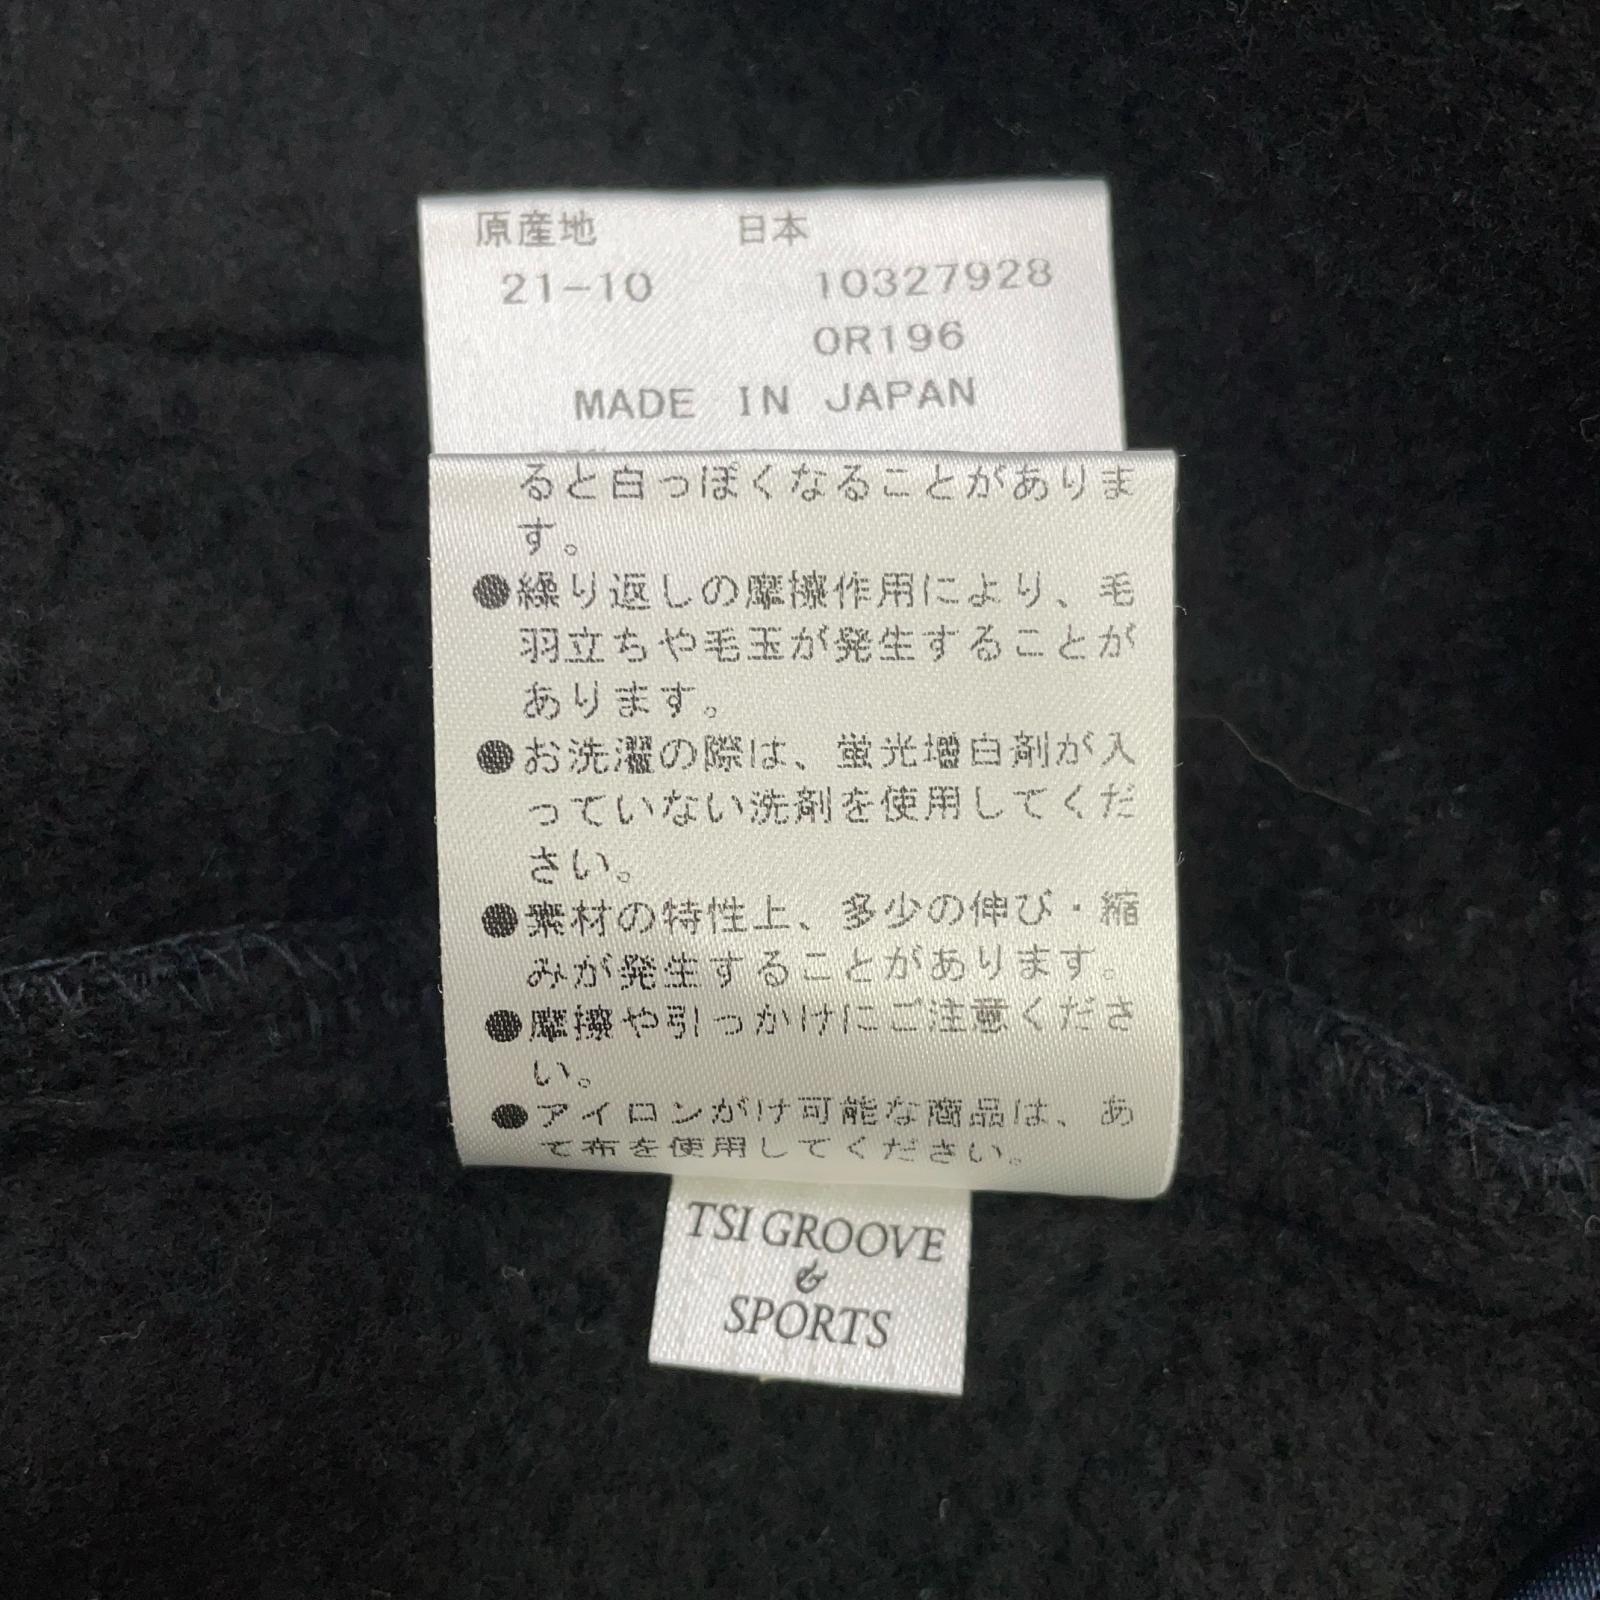 原産地 日本
21-10 10327928
OR196
MADE IN JAPAN
ると白っぽくなることがありま
す。
●繰り返しの摩擦作用により、毛
羽立ちや毛玉が発生することが
あります。
●お洗濯の際は、蛍光増白剤が入
っていない洗剤を使用してくだ
さい。
●素材の特性上、多少の伸び・縮
みが発生することがあります。
●摩擦や引っかけにご注意くださ
い。
●アイロンがけ可能な商品は、あ
て布を使用してください。
TSI GROOVE
&
SPORTS